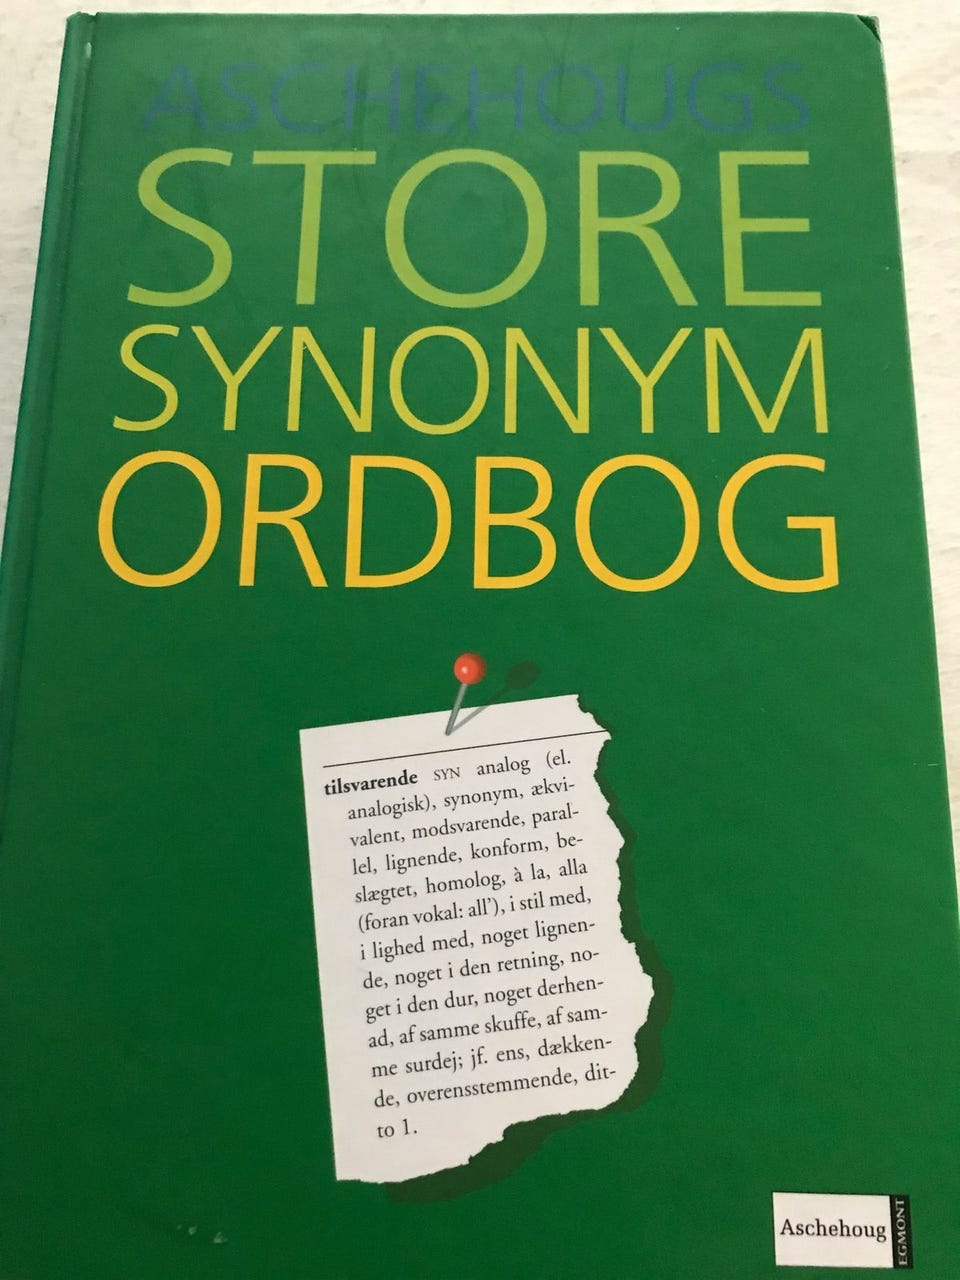 ASCHEHOUGS
STORE
SYNONYM
ORDBOG
tilsvarende SYN analog (el.
analogisk), synonym, ækvi-
valent, modsvarende, paral-
lel, lignende, konform, be-
slægtet, homolog, à la, alla
(foran vokal: all’), i stil med,
i lighed med, noget lignen-
de, noget i den retning, no-
get i den dur, noget derhen-
ad, af samme skuffe, af sam-
me surdej; jf. ens, dækken-
de, overensstemmende, dit-
to 1.
Aschehoug
EGMONT